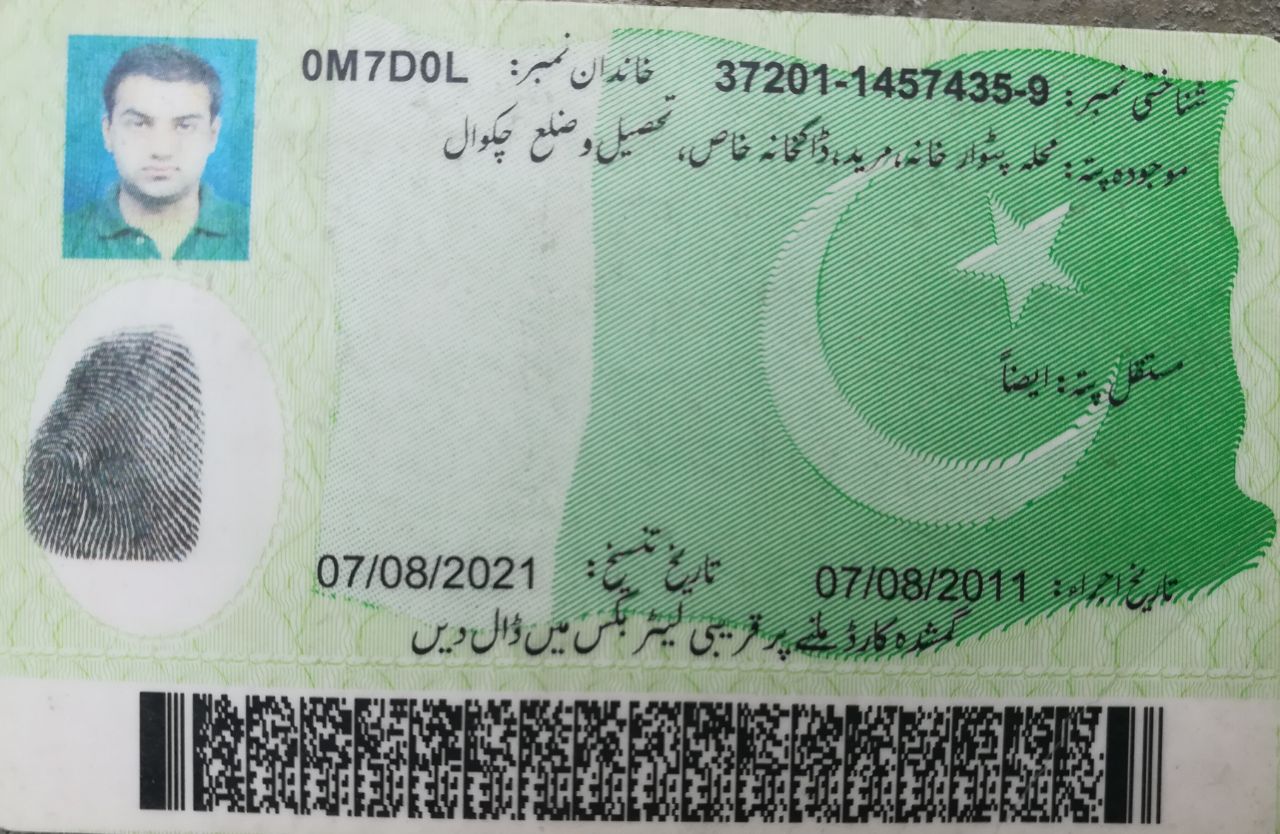 شناختی نمبر: 37201-1457435-9 خاندان نمبر: 0M7D0L
موجودہ پتہ: محلہ پٹوار خانہ، مرید، ڈاکخانہ خاص، تحصیل و ضلع چکوال
مستقل پتہ: ایضاً
تاریخ اجراء: 07/08/2011 تاریخ تنسیخ: 07/08/2021
گمشدہ کارڈ ملنے پر قریبی لیٹر بکس میں ڈال دیں